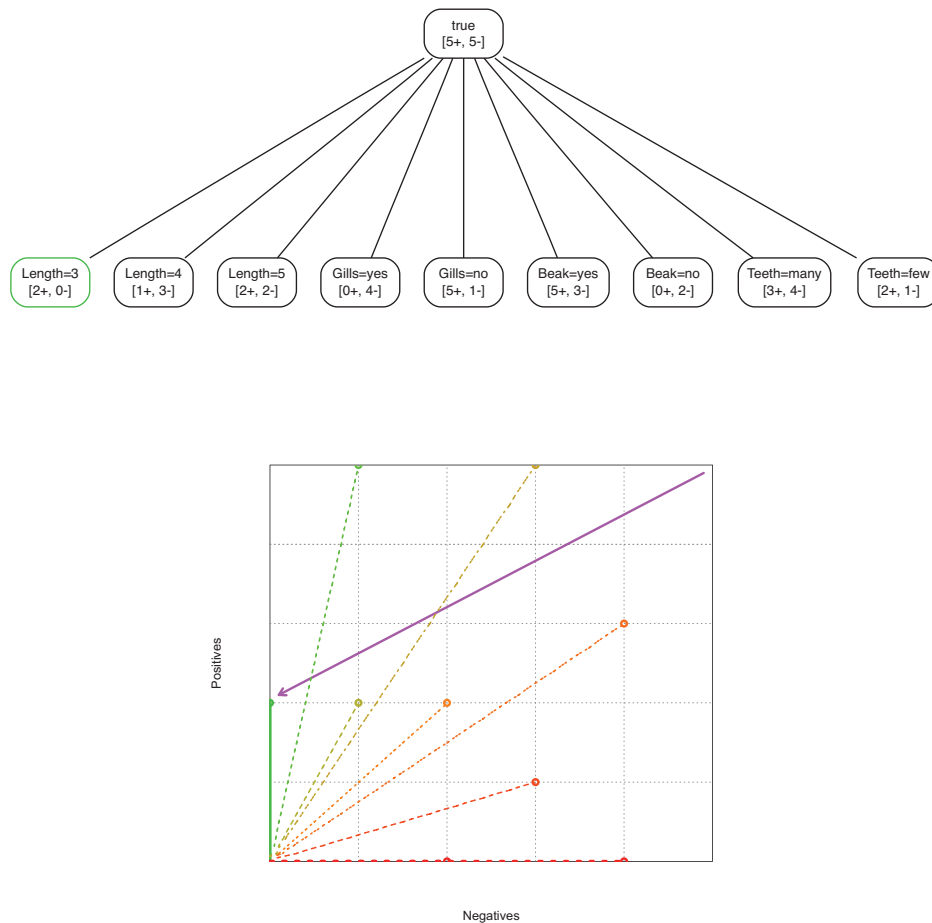 true
[5+, 5-]
Length=3
[2+, 0-]
Length=4
[1+, 3-]
Length=5
[2+, 2-]
Gills=yes
[0+, 4-]
Gills=no
[5+, 1-]
Beak=yes
[5+, 3-]
Beak=no
[0+, 2-]
Teeth=many
[3+, 4-]
Teeth=few
[2+, 1-]
Positives
Negatives